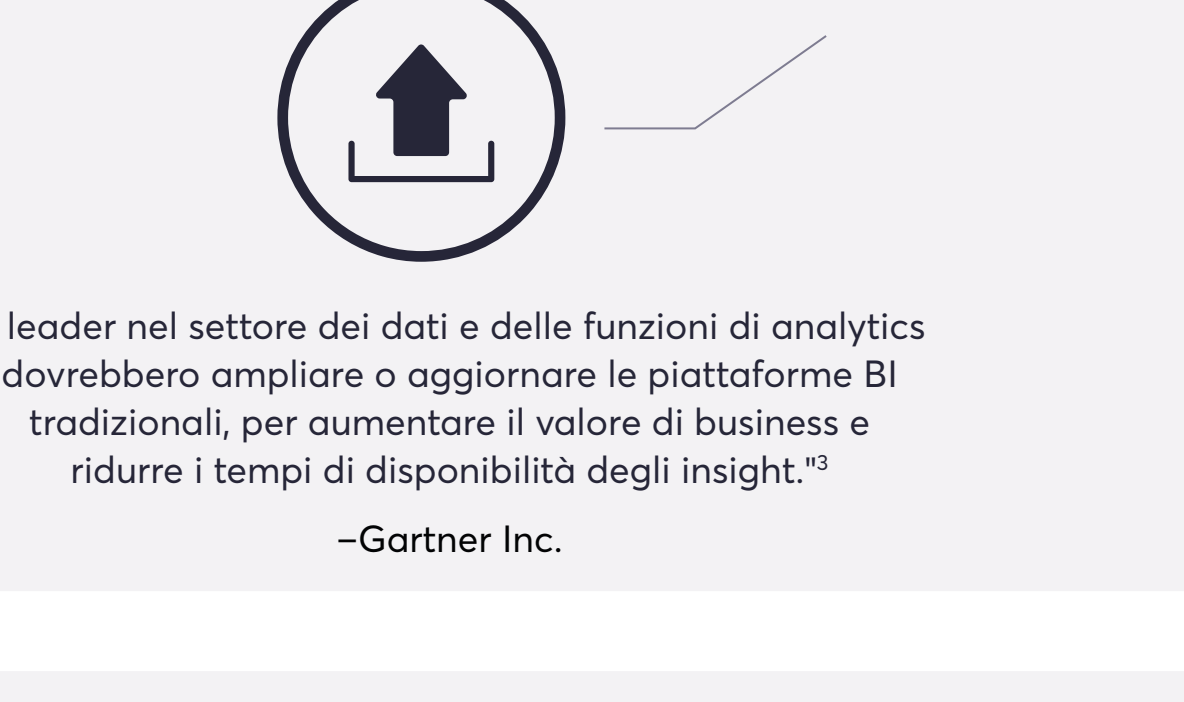 leader nel settore dei dati e delle funzioni di analytics
dovrebbero ampliare o aggiornare le piattaforme BI
tradizionali, per aumentare il valore di business e
ridurre i tempi di disponibilità degli insight."³
–Gartner Inc.